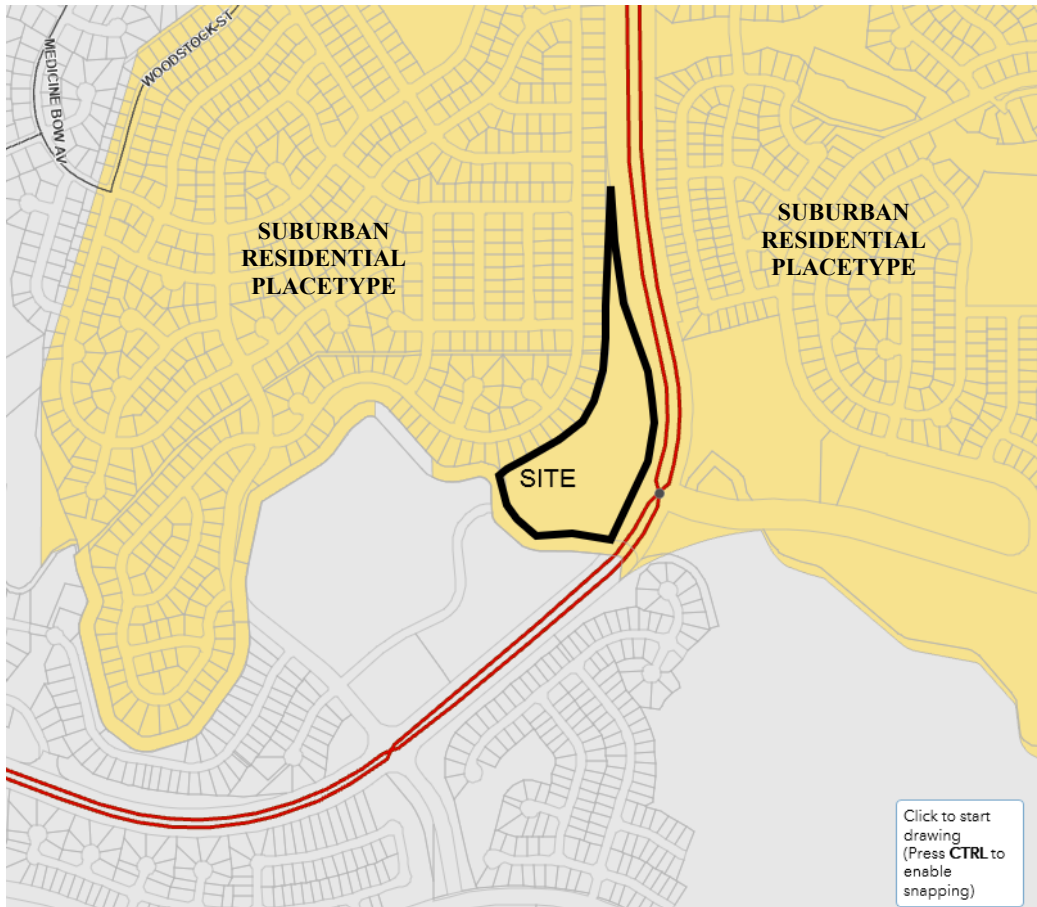 WOODSTOCK ST
MEDICINE BOW AV
SUBURBAN
RESIDENTIAL
PLACETYPE
SUBURBAN
RESIDENTIAL
PLACETYPE
SITE
Click to start
drawing
(Press CTRL to
enable
snapping)